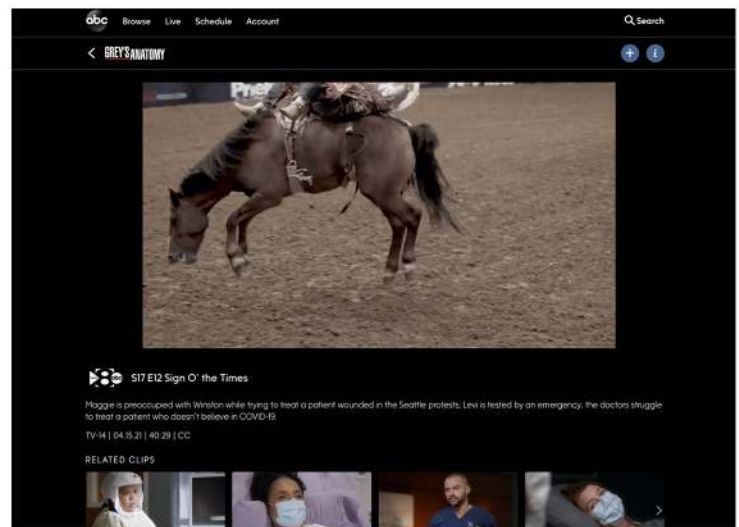 abc Browse Live Schedule Account Search
GREY'S ANATOMY
8 abc S17 E12 Sign O' the Times
Maggie is preoccupied with Winston while trying to treat a patient wounded in the Seattle protests; Levi is tested by an emergency; the doctors struggle
to treat a patient who doesn't believe in COVID-19.
TV-14 | 04.15.21 | 40:29 | CC
RELATED CLIPS